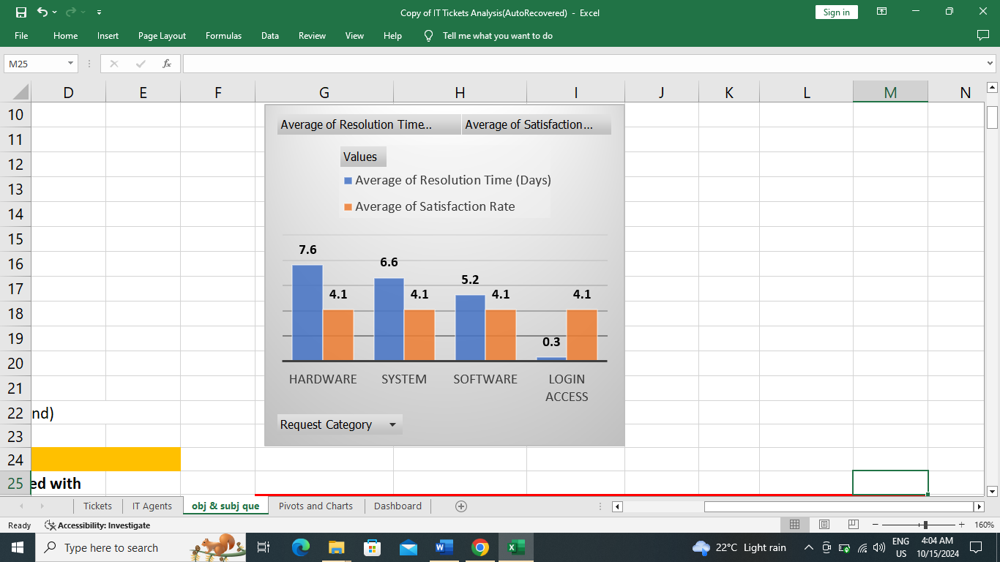 Copy of IT Tickets Analysis(AutoRecovered) - Excel
Sign in
File Home Insert Page Layout Formulas Data Review View Help Tell me what you want to do
M25 fx
D E F G H I J K L M N
10
11
12
13
14
15
16
17
18
19
20
21
22 nd)
23
24
25 ed with
Average of Resolution Time... Average of Satisfaction...
Values
Average of Resolution Time (Days)
Average of Satisfaction Rate
7.6 4.1 6.6 4.1 5.2 4.1 0.3 4.1
HARDWARE SYSTEM SOFTWARE LOGIN ACCESS
Request Category
Tickets IT Agents obj & subj que Pivots and Charts Dashboard
Ready Accessibility: Investigate 160%
Type here to search 22°C Light rain ENG US 4:04 AM 10/15/2024